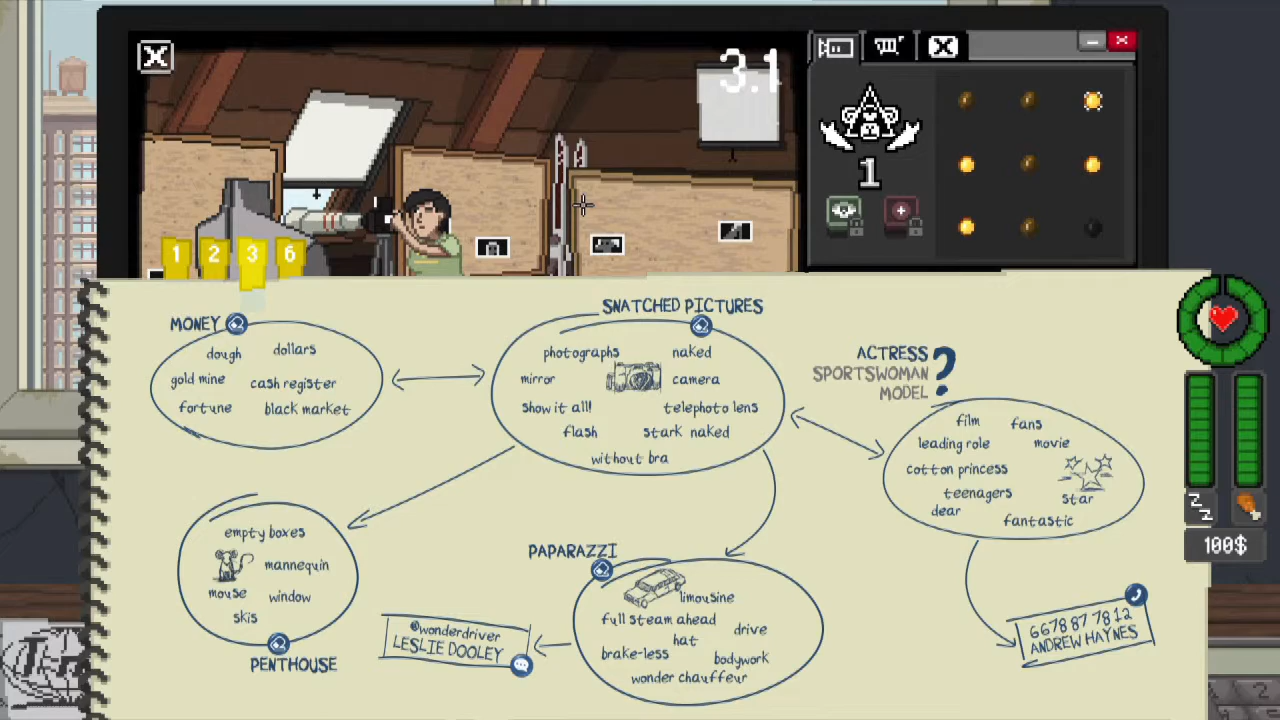 3.1
1
1 2 3 6
SNATCHED PICTURES
MONEY
dough
dollars
gold mine
cash register
fortune
black market
photographs
naked
mirror
camera
show it all!
telephoto lens
flash
stark naked
without bra
ACTRESS
SPORTSWOMAN
MODEL
?
film
fans
leading role
movie
cotton princess
teenagers
star
dear
fantastic
empty boxes
mannequin
mouse
window
skis
PENTHOUSE
PAPARAZZI
limousine
full steam ahead
drive
hat
brake-less
bodywork
wonder chauffeur
@wonderdriver
LESLIE DOOLEY
6678 87 78 12
ANDREW HAYNES
Z
Z
100$